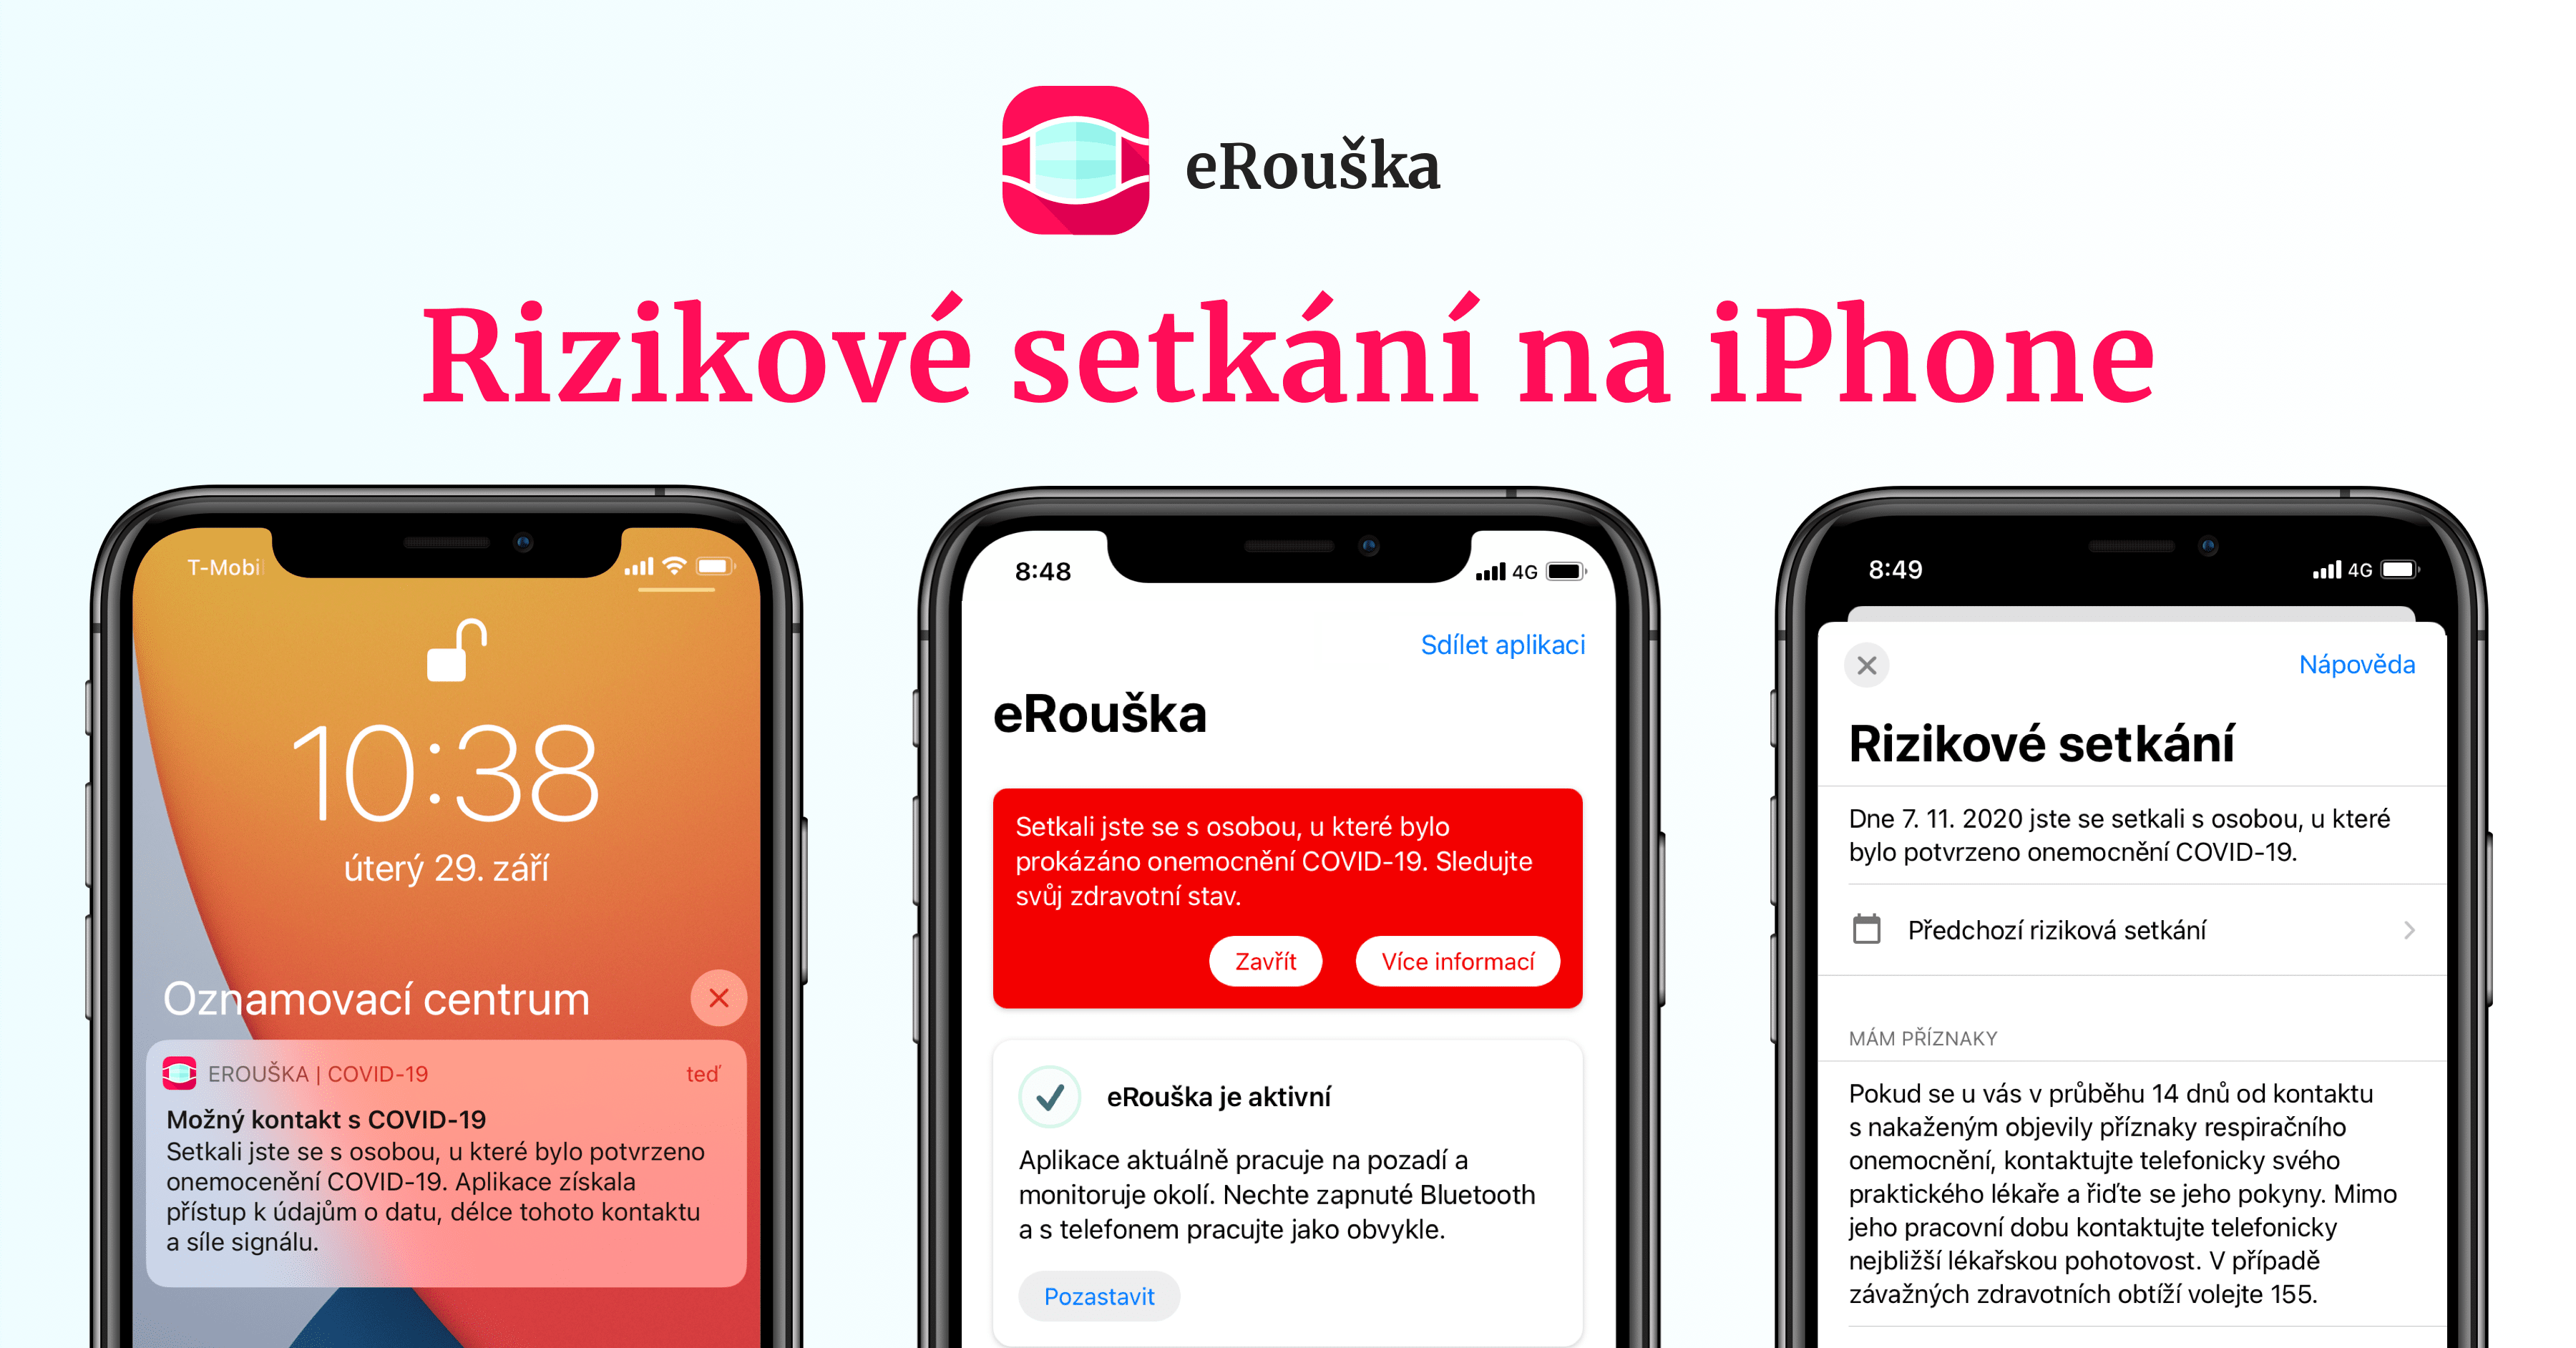 eRouška
Rizikové setkání na iPhone
T-Mobil
10:38
úterý 29. září
Oznamovací centrum
EROUŠKA | COVID-19
teď
Možný kontakt s COVID-19
Setkali jste se s osobou, u které bylo potvrzeno
onemocenění COVID-19. Aplikace získala
přístup k údajům o datu, délce tohoto kontaktu
a síle signálu.
8:48
4G
Sdílet aplikaci
eRouška
Setkali jste se s osobou, u které bylo
prokázáno onemocnění COVID-19. Sledujte
svůj zdravotní stav.
Zavřít
Více informací
eRouška je aktivní
Aplikace aktuálně pracuje na pozadí a
monitoruje okolí. Nechte zapnuté Bluetooth
a s telefonem pracujte jako obvykle.
Pozastavit
8:49
4G
Nápověda
Rizikové setkání
Dne 7. 11. 2020 jste se setkali s osobou, u které
bylo potvrzeno onemocnění COVID-19.
Předchozí riziková setkání
MÁM PŘÍZNAKY
Pokud se u vás v průběhu 14 dnů od kontaktu
s nakaženým objevily příznaky respiračního
onemocnění, kontaktujte telefonicky svého
praktického lékaře a řiďte se jeho pokyny. Mimo
jeho pracovní dobu kontaktujte telefonicky
nejbližší lékařskou pohotovost. V případě
závažných zdravotních obtíží volejte 155.